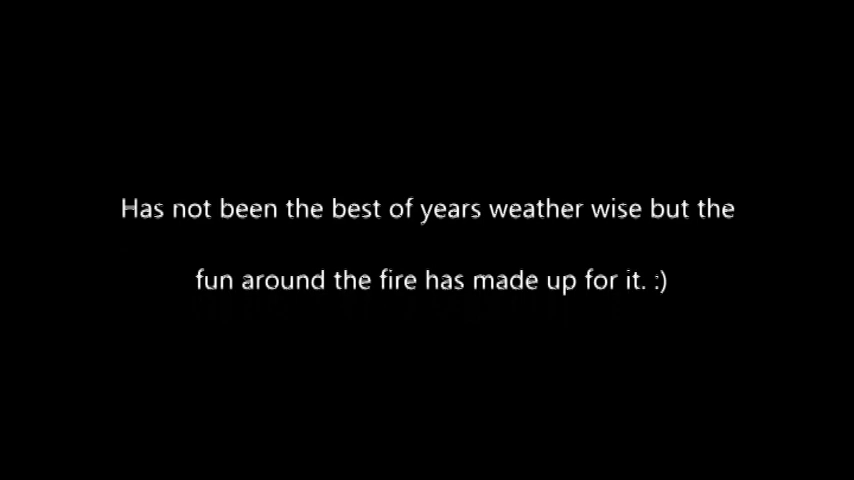 Has not been the best of years weather wise but the
fun around the fire has made up for it. :)